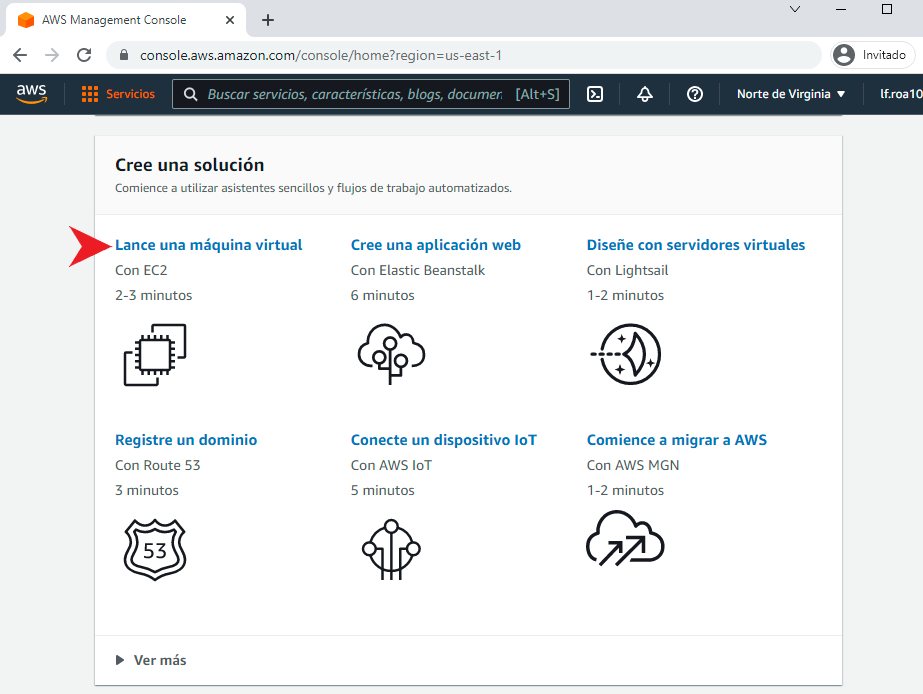 AWS Management Console
console.aws.amazon.com/console/home?region=us-east-1
Invitado
aws
Servicios
Buscar servicios, características, blogs, documen [Alt+S]
Norte de Virginia
lf.roa10
Cree una solución
Comience a utilizar asistentes sencillos y flujos de trabajo automatizados.
Lance una máquina virtual
Con EC2
2-3 minutos
Cree una aplicación web
Con Elastic Beanstalk
6 minutos
Diseñe con servidores virtuales
Con Lightsail
1-2 minutos
Registre un dominio
Con Route 53
3 minutos
53
Conecte un dispositivo IoT
Con AWS IoT
5 minutos
Comience a migrar a AWS
Con AWS MGN
1-2 minutos
Ver más